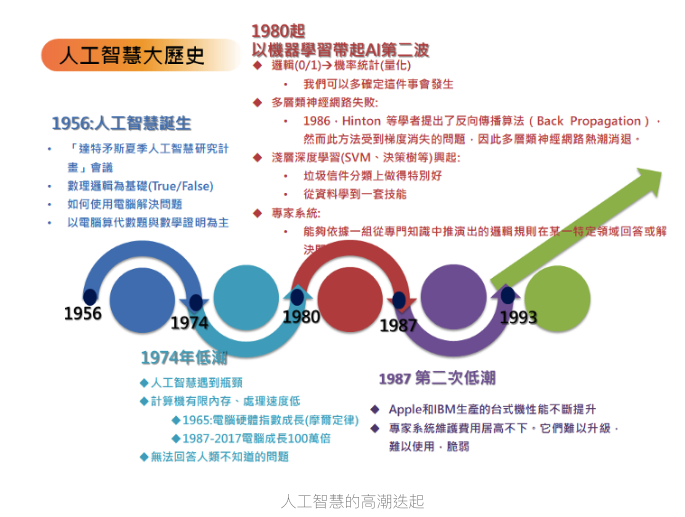 人工智慧大歷史
1980起
以機器學習帶起AI第二波
◆ 邏輯(0/1)→機率統計(量化)
• 我們可以多確定這件事會發生
◆ 多層類神經網路失敗:
• 1986，Hinton 等學者提出了反向傳播算法（Back Propagation），
然而此方法受到梯度消失的問題，因此多層類神經網路熱潮消退。
◆ 淺層深度學習(SVM、決策樹等)興起:
• 垃圾信件分類上做得特別好
• 從資料學到一套技能
◆ 專家系統:
• 能夠依據一組從專門知識中推演出的邏輯規則在某一特定領域回答或解
決
1956:人工智慧誕生
• 「達特矛斯夏季人工智慧研究計
畫」會議
• 數理邏輯為基礎(True/False)
• 如何使用電腦解決問題
• 以電腦算代數題與數學證明為主
1956
1974
1980
1987
1993
1974年低潮
◆人工智慧遇到瓶頸
◆計算機有限內存、處理速度低
◆1965:電腦硬體指數成長(摩爾定律)
◆1987-2017電腦成長100萬倍
◆無法回答人類不知道的問題
1987 第二次低潮
◆ Apple和IBM生產的台式機性能不斷提升
◆ 專家系統維護費用居高不下。它們難以升級，
難以使用，脆弱
人工智慧的高潮迭起